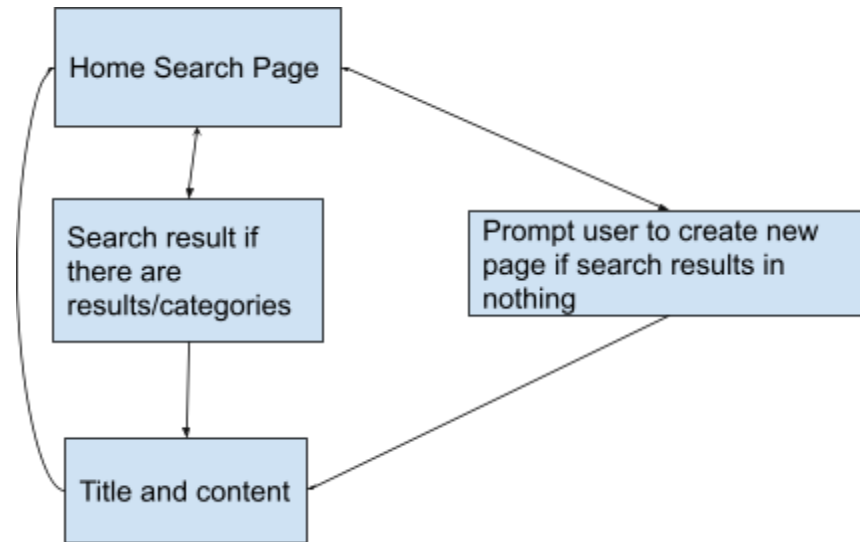 Home Search Page
Search result if
there are
results/categories
Prompt user to create new
page if search results in
nothing
Title and content